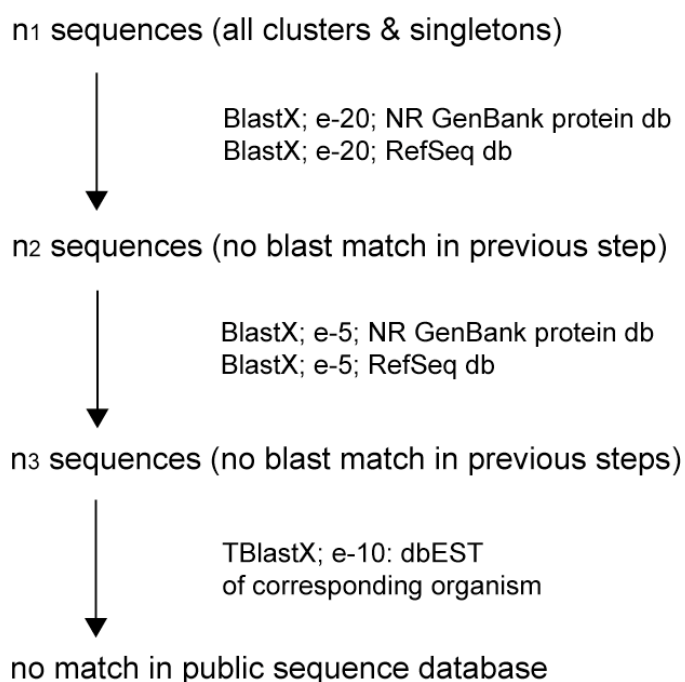 n1 sequences (all clusters & singletons)
BlastX; e-20; NR GenBank protein db
BlastX; e-20; RefSeq db
n2 sequences (no blast match in previous step)
BlastX; e-5; NR GenBank protein db
BlastX; e-5; RefSeq db
n3 sequences (no blast match in previous steps)
TBlastX; e-10: dbEST
of corresponding organism
no match in public sequence database